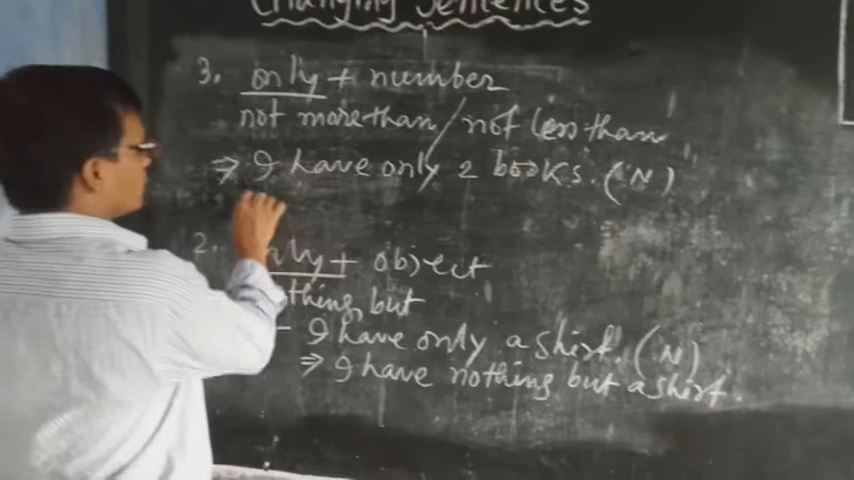 Changing Sentences
3. only + number
not more than / not less than
⇒ I have only 2 books. (N)
2. only + object
nothing but
- I have only a shirt. (N)
⇒ I have nothing but a shirt.